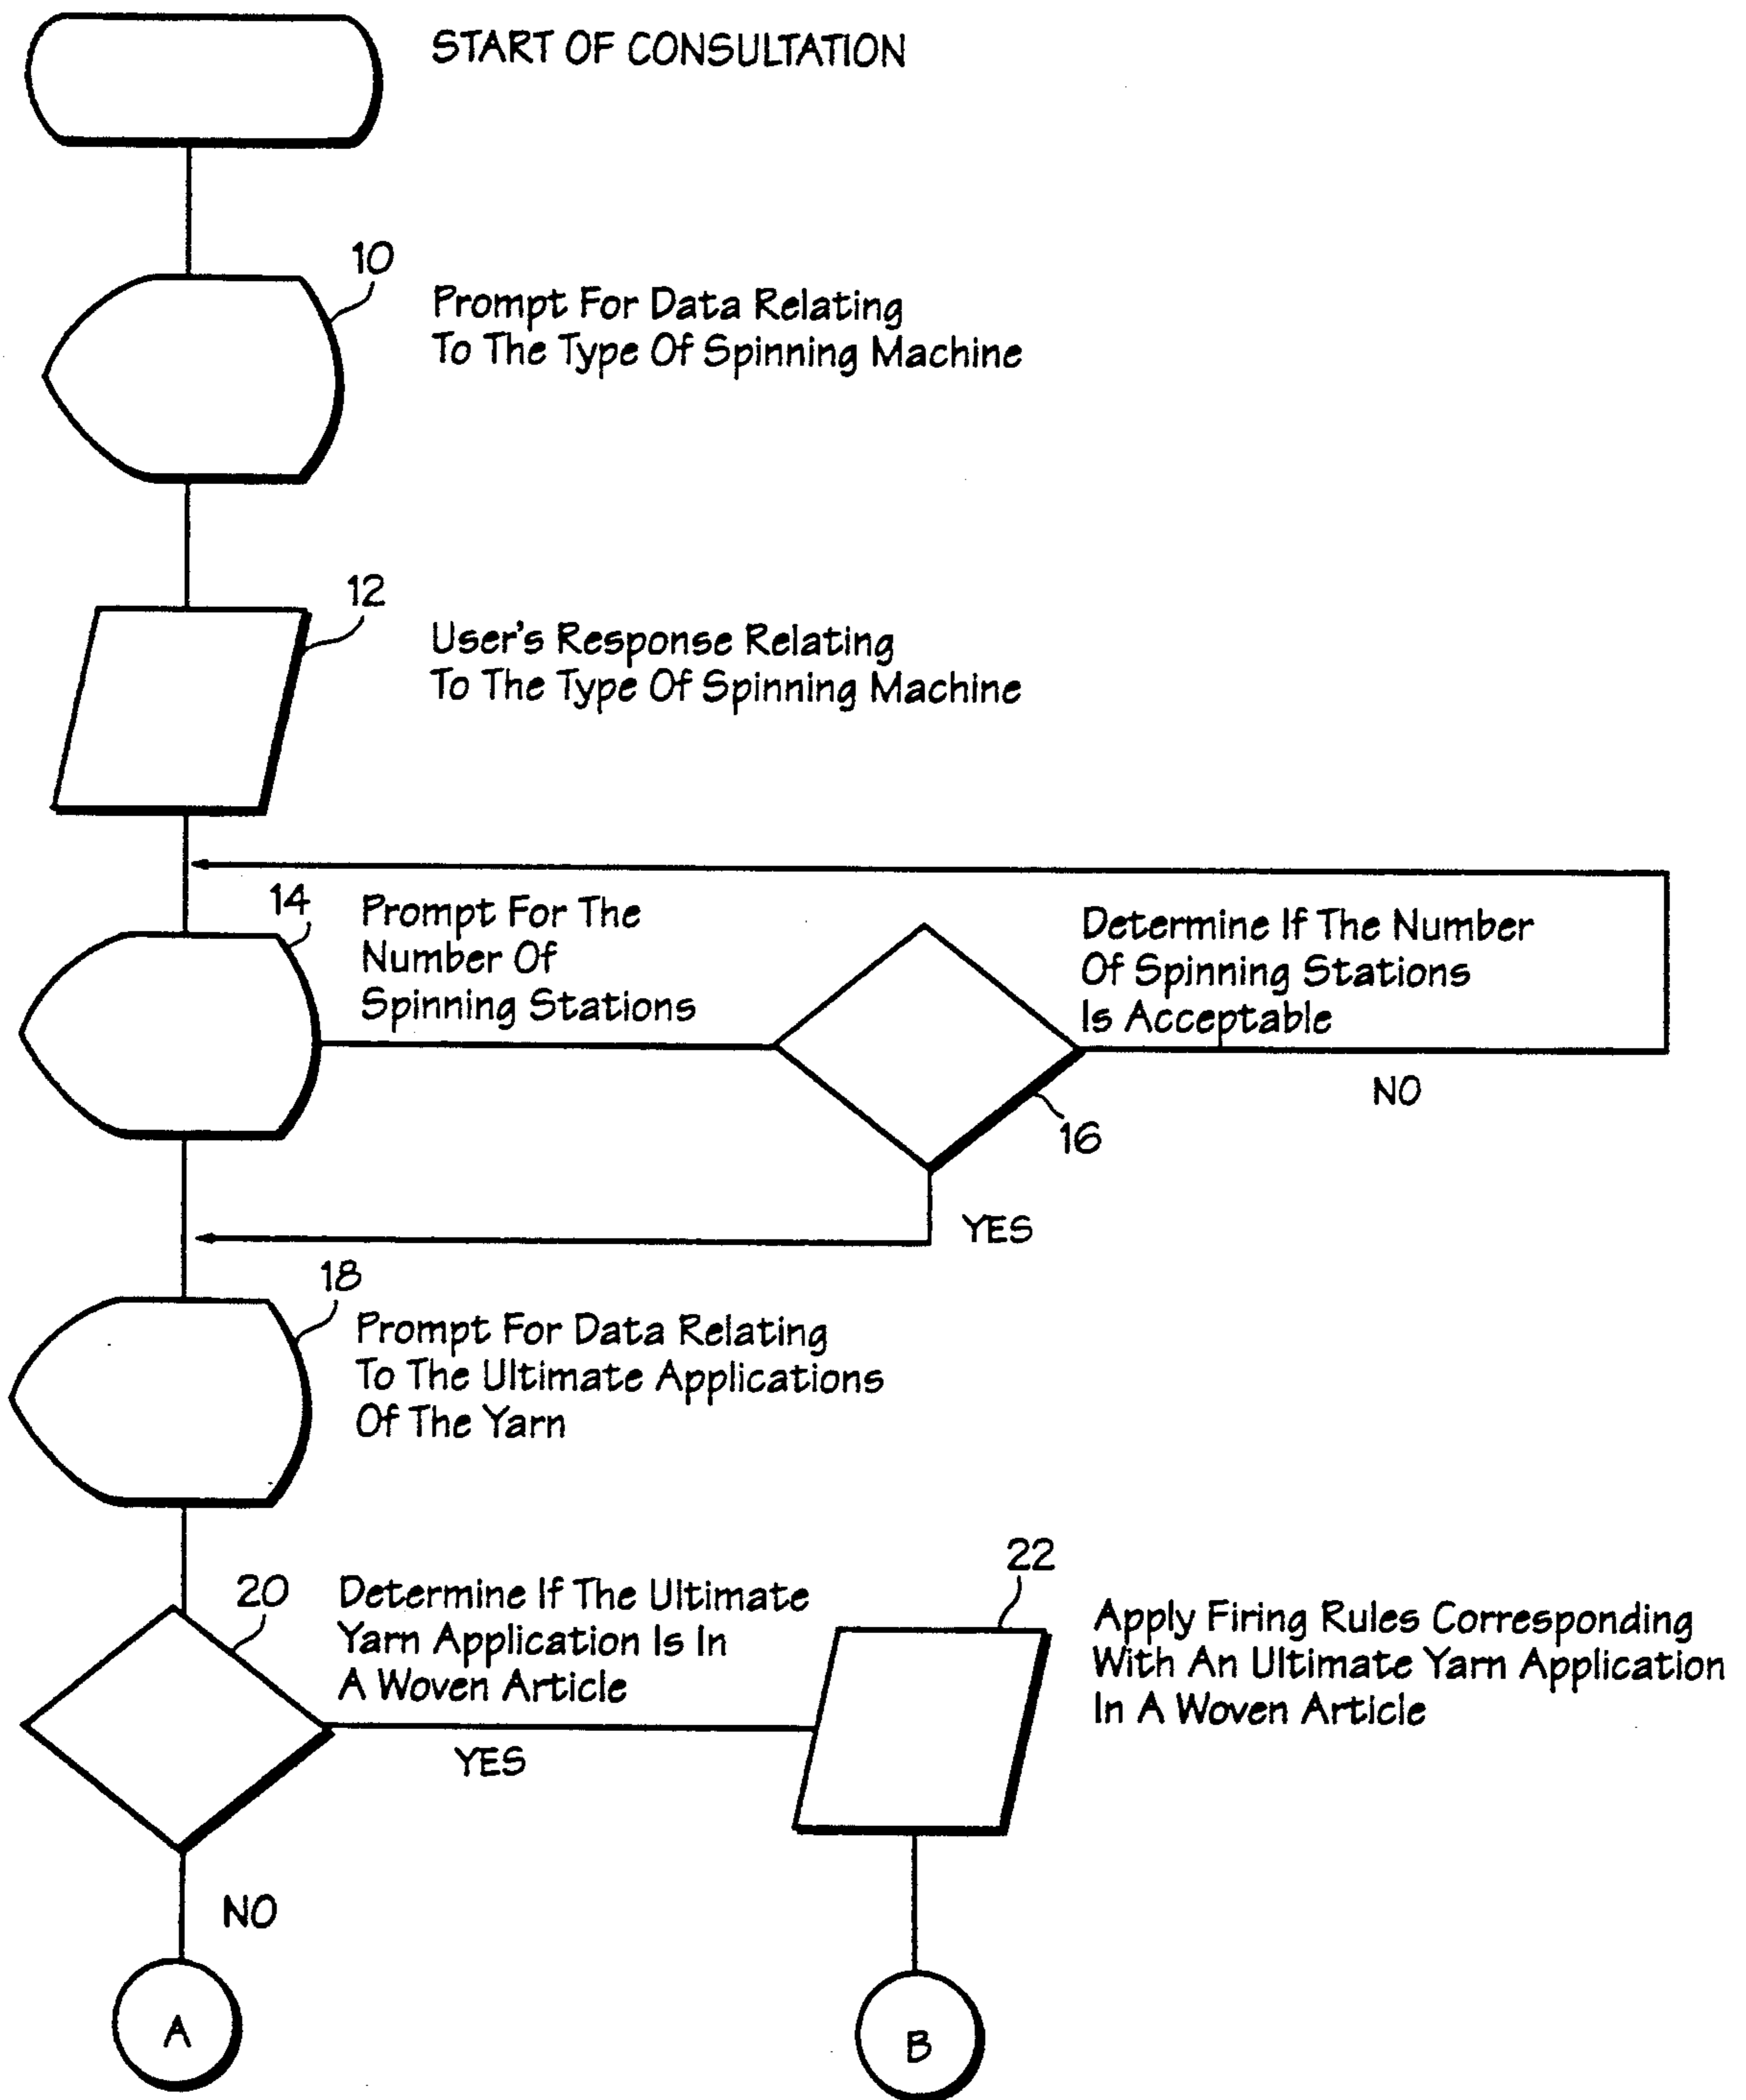 START OF CONSULTATION
10
Prompt For Data Relating
To The Type Of Spinning Machine
12
User's Response Relating
To The Type Of Spinning Machine
14
Prompt For The
Number Of
Spinning Stations
Determine If The Number
Of Spinning Stations
Is Acceptable
NO
16
YES
18
Prompt For Data Relating
To The Ultimate Applications
Of The Yarn
20
Determine If The Ultimate
Yarn Application Is In
A Woven Article
YES
22
Apply Firing Rules Corresponding
With An Ultimate Yarn Application
In A Woven Article
NO
A
B